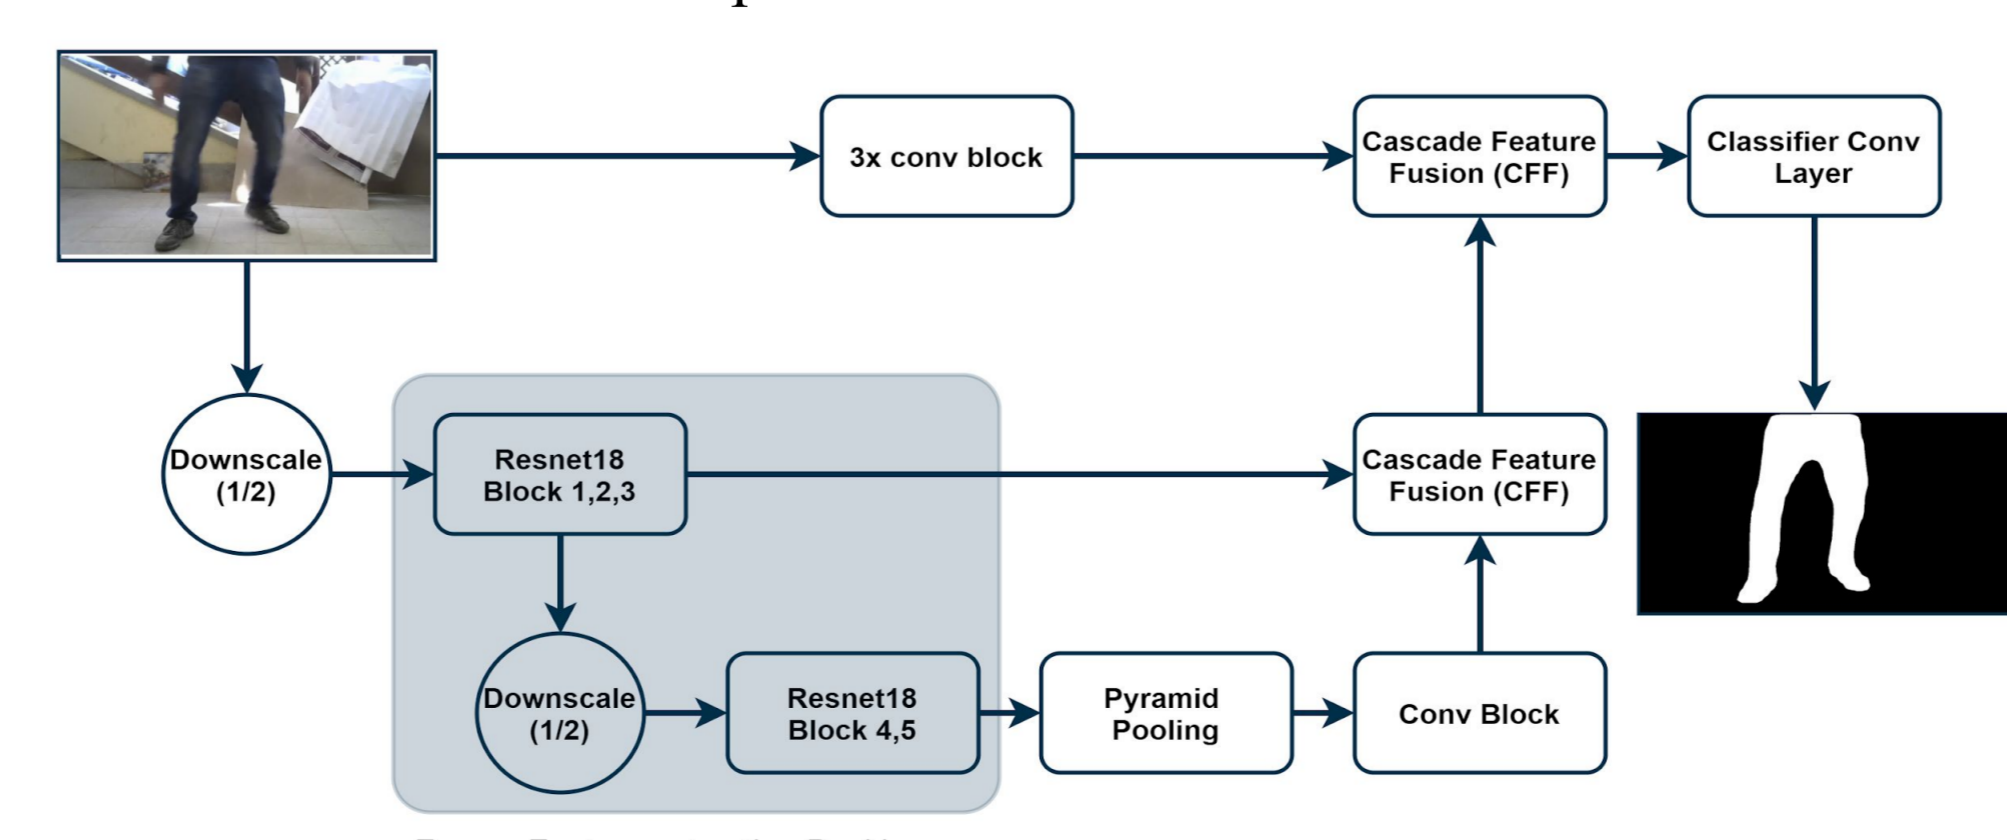 3x conv block
Cascade Feature
Fusion (CFF)
Classifier Conv
Layer
Downscale
(1/2)
Resnet18
Block 1,2,3
Cascade Feature
Fusion (CFF)
Downscale
(1/2)
Resnet18
Block 4,5
Pyramid
Pooling
Conv Block